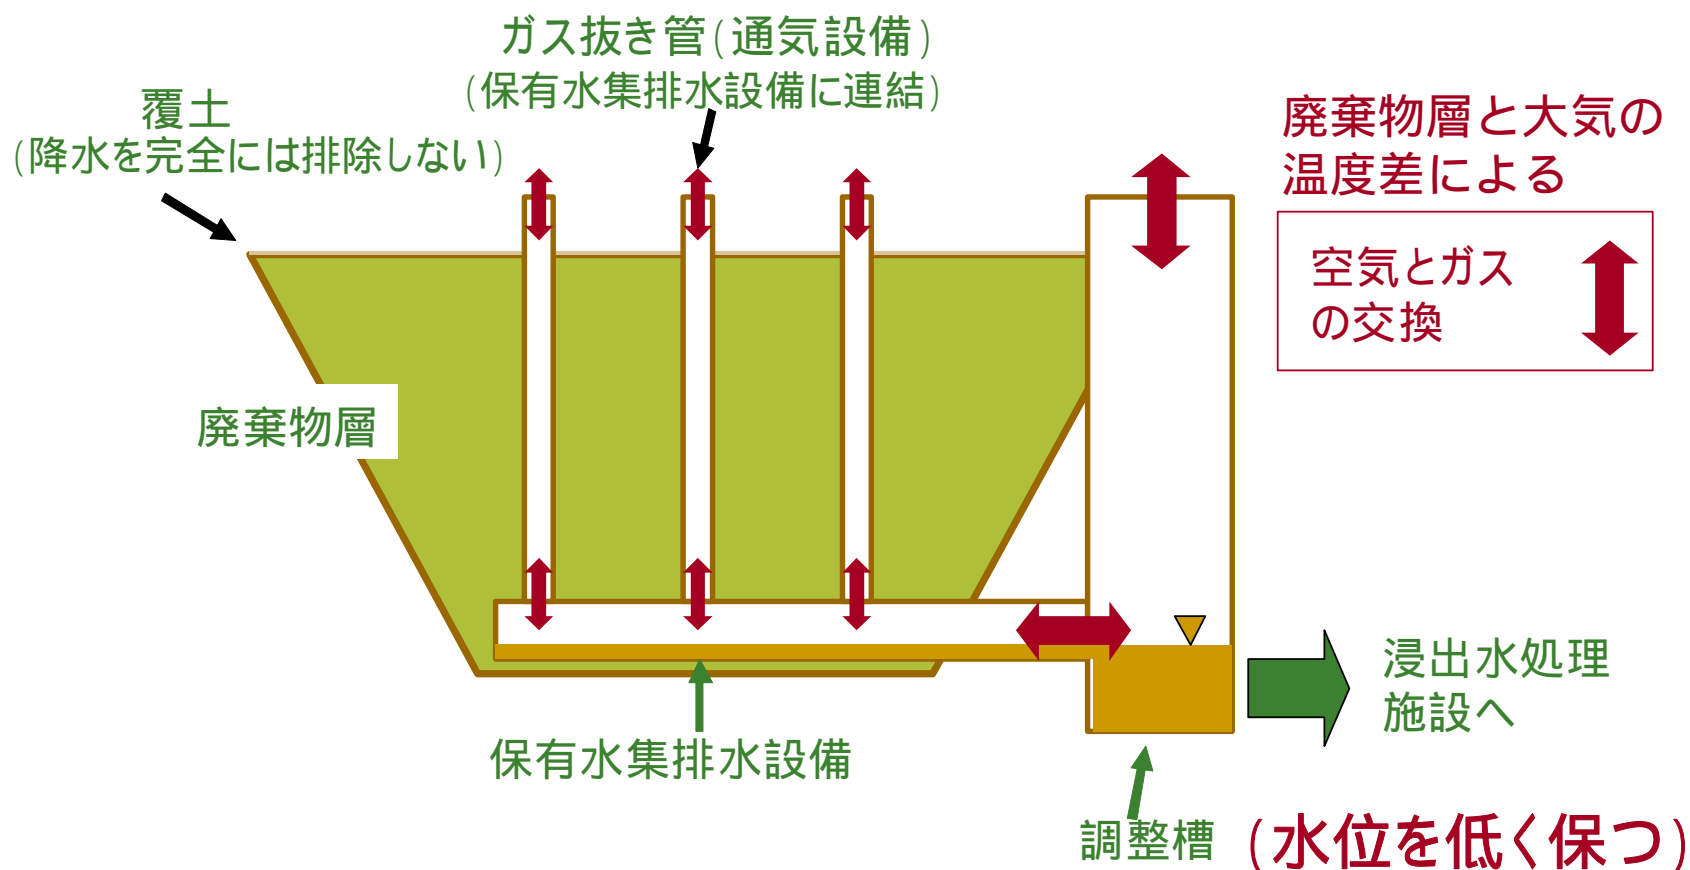 ガス抜き管(通気設備)
(保有水集排水設備に連結)
覆土
(降水を完全には排除しない)
廃棄物層と大気の
温度差による
空気とガス
の交換
廃棄物層
浸出水処理
施設へ
保有水集排水設備
調整槽 (水位を低く保つ)